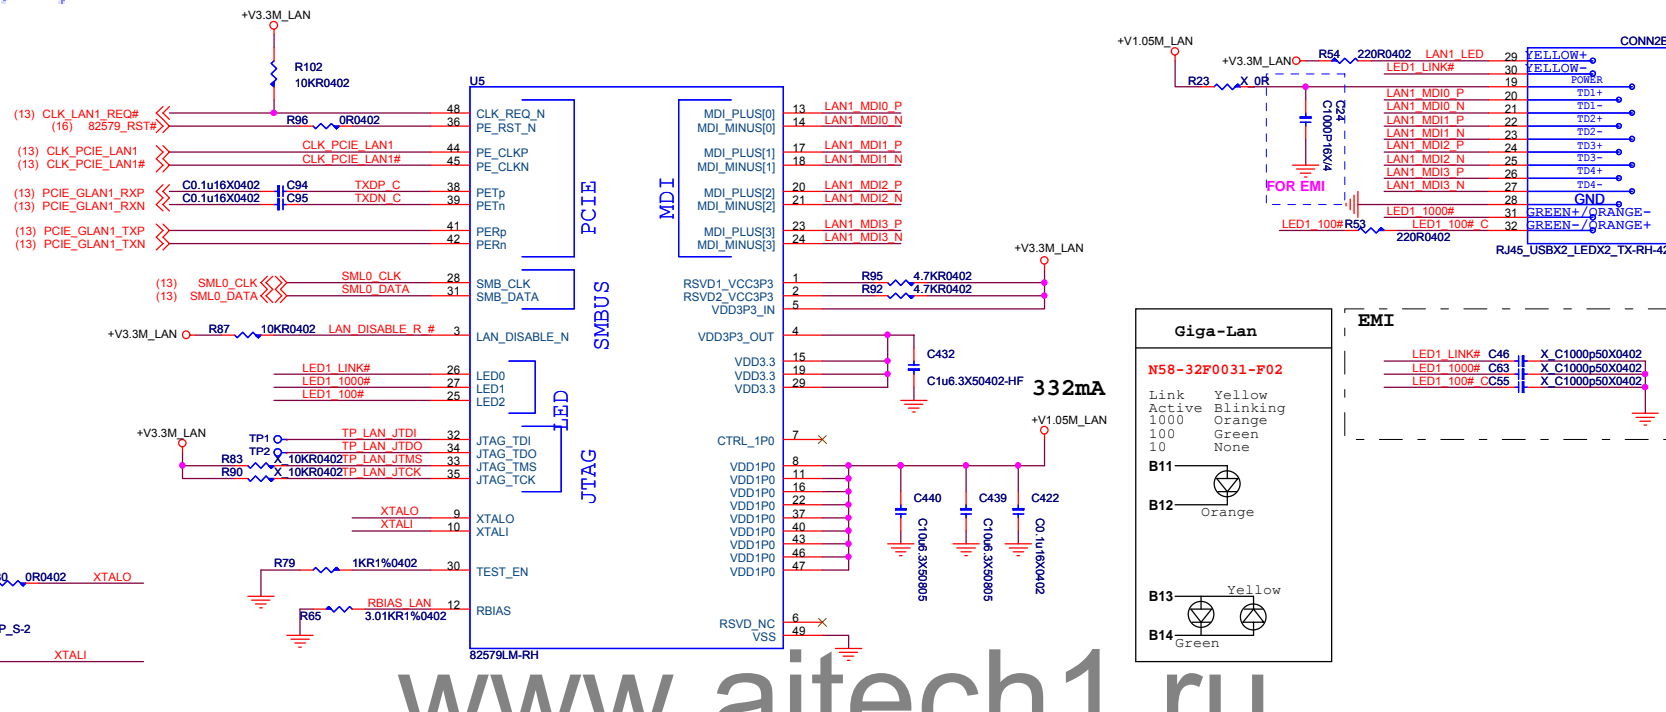 +V3.3M_LAN
R102
10KR0402
U5
(13) CLK_LAN1_REQ#
48 CLK_REQ_N
(16) 82579_RST#
R96 0R0402
36 PE_RST_N
(13) CLK_PCIE_LAN1
CLK_PCIE_LAN1
44 PE_CLKP
(13) CLK_PCIE_LAN1#
CLK_PCIE_LAN1#
45 PE_CLKN
(13) PCIE_GLAN1_RXP
C0.1u16X0402 C94 TXDP_C
38 PETp
(13) PCIE_GLAN1_RXN
C0.1u16X0402 C95 TXDN_C
39 PETn
(13) PCIE_GLAN1_TXP
41 PERp
(13) PCIE_GLAN1_TXN
42 PERn
PCIE
(13) SML0_CLK
SML0_CLK
28 SMB_CLK
(13) SML0_DATA
SML0_DATA
31 SMB_DATA
SMBUS
+V3.3M_LAN R87 10KR0402 LAN_DISABLE_R_# 3 LAN_DISABLE_N
LED1_LINK# 26 LED0
LED1_1000# 27 LED1
LED1_100# 25 LED2
LED
+V3.3M_LAN
TP1 TP_LAN_JTDI 32 JTAG_TDI
TP2 TP_LAN_JTDO 34 JTAG_TDO
R83 X_10KR0402 TP_LAN_JTMS 33 JTAG_TMS
R90 X_10KR0402 TP_LAN_JTCK 35 JTAG_TCK
JTAG
XTALO 9 XTALO
XTALI 10 XTALI
R79 1KR1%0402 30 TEST_EN
RBIAS_LAN 12 RBIAS
R65 3.01KR1%0402
0R0402 XTALO
P_S-2
XTALI
82579LM-RH
MDI
MDI_PLUS[0] 13 LAN1_MDI0_P
MDI_MINUS[0] 14 LAN1_MDI0_N
MDI_PLUS[1] 17 LAN1_MDI1_P
MDI_MINUS[1] 18 LAN1_MDI1_N
MDI_PLUS[2] 20 LAN1_MDI2_P
MDI_MINUS[2] 21 LAN1_MDI2_N
MDI_PLUS[3] 23 LAN1_MDI3_P
MDI_MINUS[3] 24 LAN1_MDI3_N
+V3.3M_LAN
RSVD1_VCC3P3 1 R95 4.7KR0402
RSVD2_VCC3P3 2 R92 4.7KR0402
VDD3P3_IN 5
VDD3P3_OUT 4
VDD3.3 15
VDD3.3 19
VDD3.3 29
C432
C1u6.3X50402-HF
332mA
+V1.05M_LAN
CTRL_1P0 7
VDD1P0 8
VDD1P0 11
VDD1P0 16
VDD1P0 22
VDD1P0 37
VDD1P0 40
VDD1P0 43
VDD1P0 46
VDD1P0 47
C440
C10u6.3X50805
C439
C10u6.3X50805
C422
C0.1u16X0402
RSVD_NC 6
VSS 49
+V1.05M_LAN
R23 X_0R
+V3.3M_LAN R54 220R0402 LAN1_LED
C24
C1000P16X/4
FOR EMI
CONN2B
29 YELLOW+
LED1_LINK# 30 YELLOW-
19 POWER
LAN1_MDI0_P 20 TD1+
LAN1_MDI0_N 21 TD1-
LAN1_MDI1_P 22 TD2+
LAN1_MDI1_N 23 TD2-
LAN1_MDI2_P 24 TD3+
LAN1_MDI2_N 25 TD3-
LAN1_MDI3_P 26 TD4+
LAN1_MDI3_N 27 TD4-
28 GND
LED1_1000# 31 GREEN+/ORANGE-
LED1_100# R53 LED1_100#_C 32 GREEN-/ORANGE+
220R0402
RJ45_USBX2_LEDX2_TX-RH-42
Giga-Lan
N58-32F0031-F02
Link Yellow
Active Blinking
1000 Orange
100 Green
10 None
B11
B12
Orange
B13
Yellow
B14
Green
EMI
LED1_LINK# C46 X_C1000p50X0402
LED1_1000# C63 X_C1000p50X0402
LED1_100#_C C55 X_C1000p50X0402
www.aitech1.ru